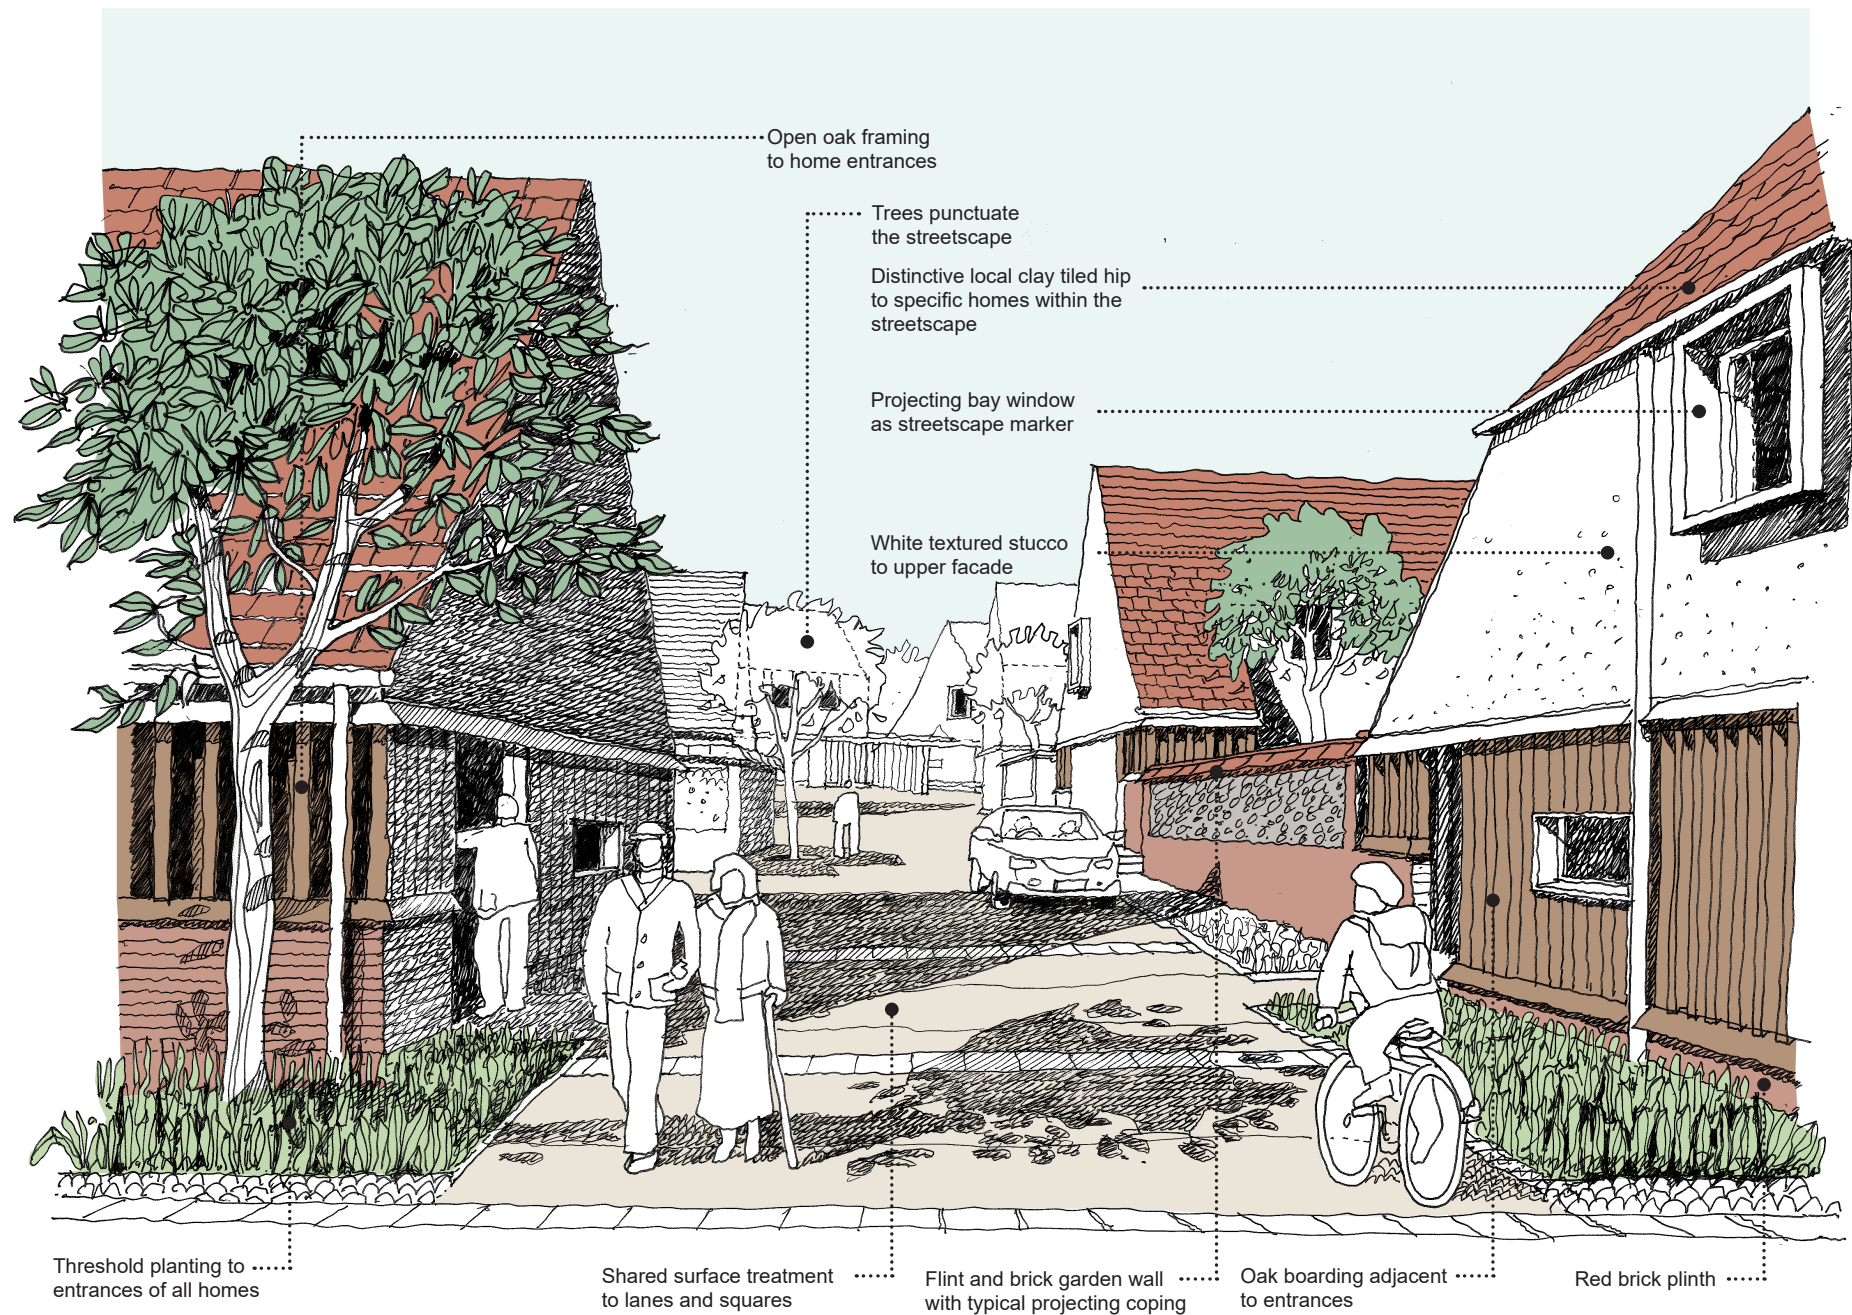 Open oak framing
to home entrances
Trees punctuate
the streetscape
Distinctive local clay tiled hip
to specific homes within the
streetscape
Projecting bay window
as streetscape marker
White textured stucco
to upper facade
Threshold planting to
entrances of all homes
Shared surface treatment
to lanes and squares
Flint and brick garden wall
with typical projecting coping
Oak boarding adjacent
to entrances
Red brick plinth